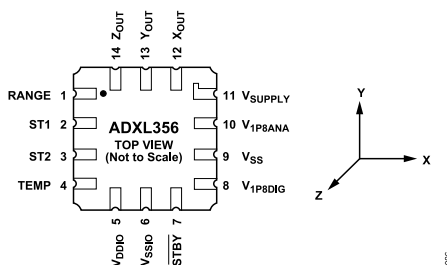 14 ZOUT
13 YOUT
12 XOUT
RANGE 1
ST1 2
ST2 3
TEMP 4
ADXL356
TOP VIEW
(Not to Scale)
11 VSUPPLY
10 V1P8ANA
9 VSS
8 V1P8DIG
5 VDDIO
6 VSSIO
7 STBY
Y
X
Z